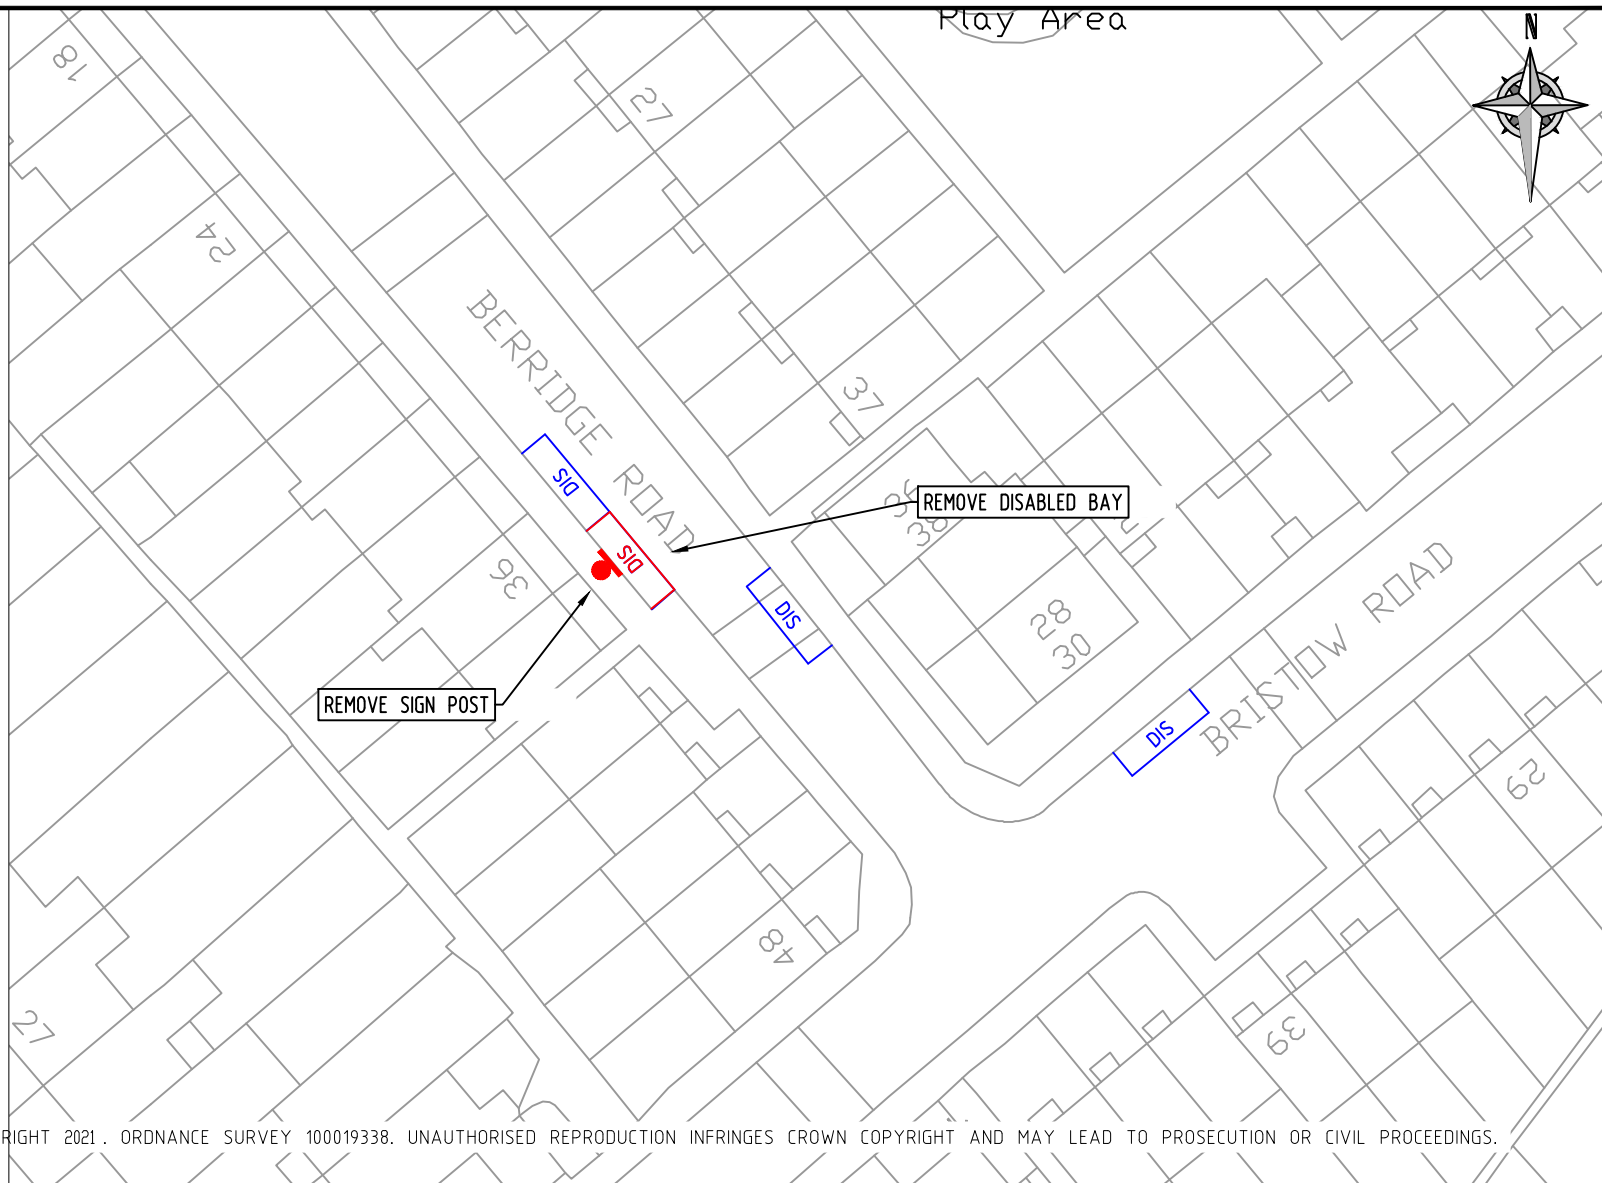 Play Area
N
18
27
24
BERRIDGE ROAD
37
DIS
36
38
REMOVE DISABLED BAY
DIS
36
DIS
28
30
BRISTOW ROAD
REMOVE SIGN POST
DIS
29
48
27
39
RIGHT 2021. ORDNANCE SURVEY 100019338. UNAUTHORISED REPRODUCTION INFRINGES CROWN COPYRIGHT AND MAY LEAD TO PROSECUTION OR CIVIL PROCEEDINGS.